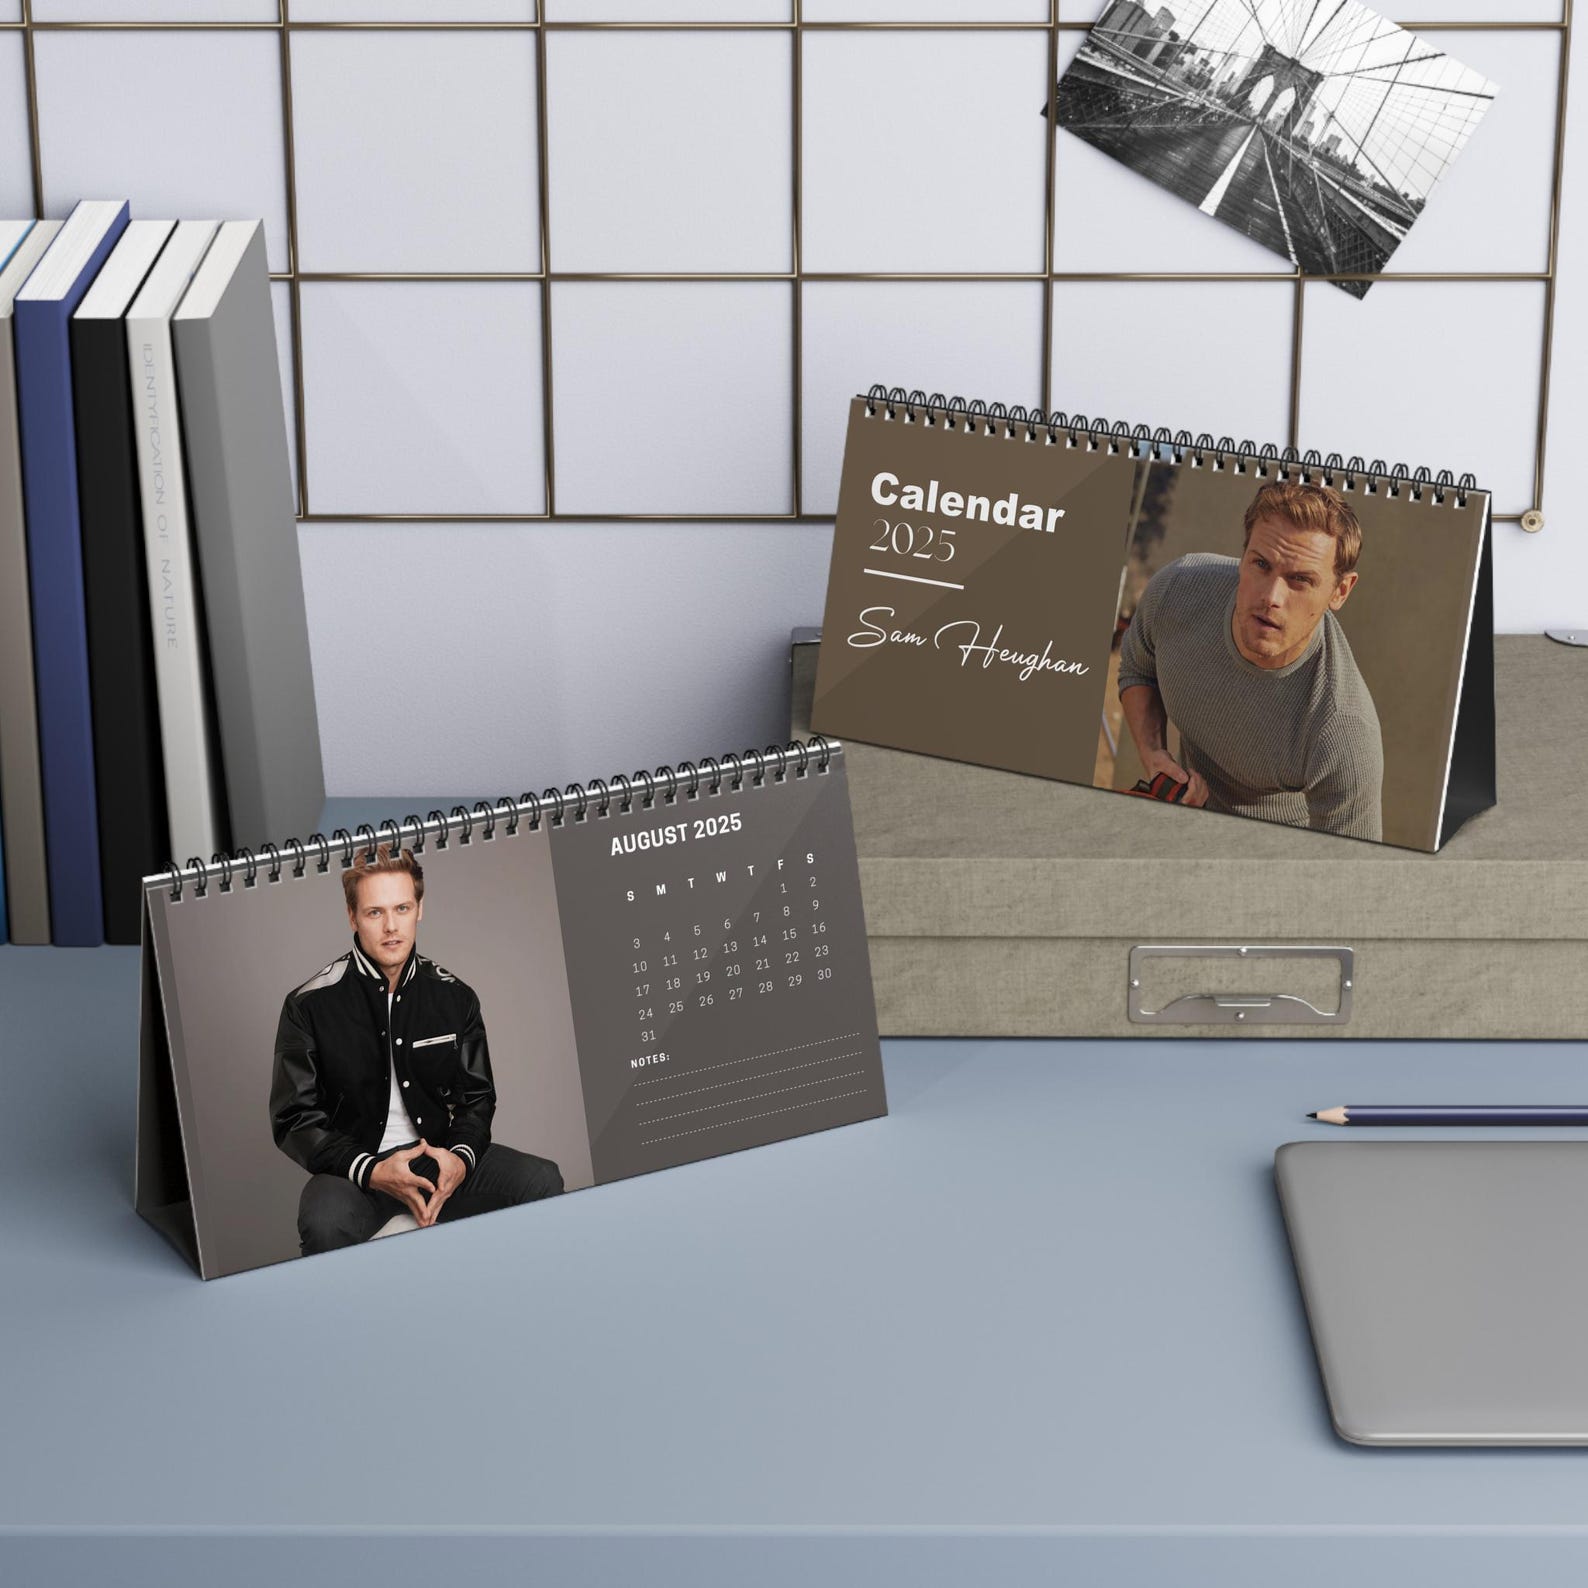 IDENTYFICATION OF NATURE
Calendar
2025
Sam Heughan
AUGUST 2025
S M T W T F S
1 2
3 4 5 6 7 8 9
10 11 12 13 14 15 16
17 18 19 20 21 22 23
24 25 26 27 28 29 30
31
NOTES: